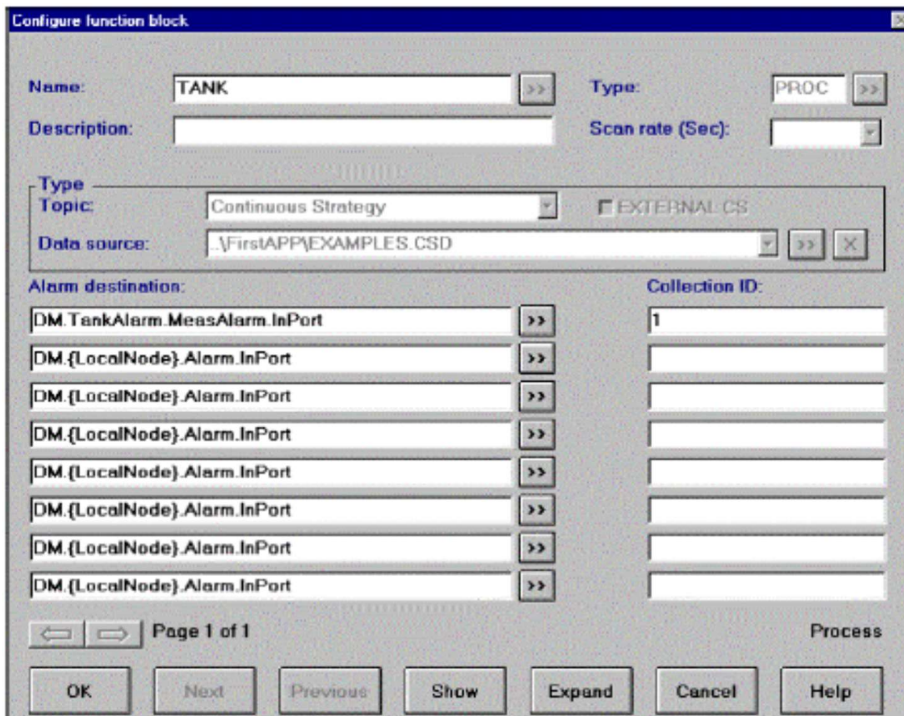 Configure function block
Name: TANK >> Type: PROC >>
Description: Scan rate (Sec):
Type
Topic: Continuous Strategy EXTERNAL CS
Data source: ..\FirstAPP\EXAMPLES.CSD >> X
Alarm destination: Collection ID:
DM.TankAlarm.MeasAlarm.InPort >> 1
DM.{LocalNode}.Alarm.InPort >>
DM.{LocalNode}.Alarm.InPort >>
DM.{LocalNode}.Alarm.InPort >>
DM.{LocalNode}.Alarm.InPort >>
DM.{LocalNode}.Alarm.InPort >>
DM.{LocalNode}.Alarm.InPort >>
DM.{LocalNode}.Alarm.InPort >>
Page 1 of 1 Process
OK Next Previous Show Expand Cancel Help